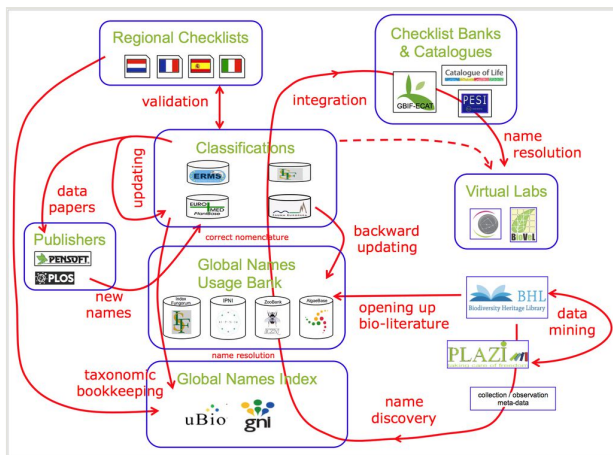 Regional Checklists
Checklist Banks
& Catalogues
Catalogue of Life
GBIF-ECAT
PESI
validation
integration
name
resolution
Classifications
ERMS
EURO
MED
PlantBase
correct nomenclature
updating
data
papers
Publishers
PENSOFT.
PLOS
new
names
backward
updating
Virtual Labs
BioVeL
Global Names
Usage Bank
Index
Fungorum
IPNI
ZooBank
AlgaeBase
IF
ICZN
name resolution
opening up
bio-literature
BHL
Biodiversity Heritage Library
data
mining
PLAZI
taxonomic
bookkeeping
Global Names Index
uBio
gni
name
discovery
collection / observation
meta-data